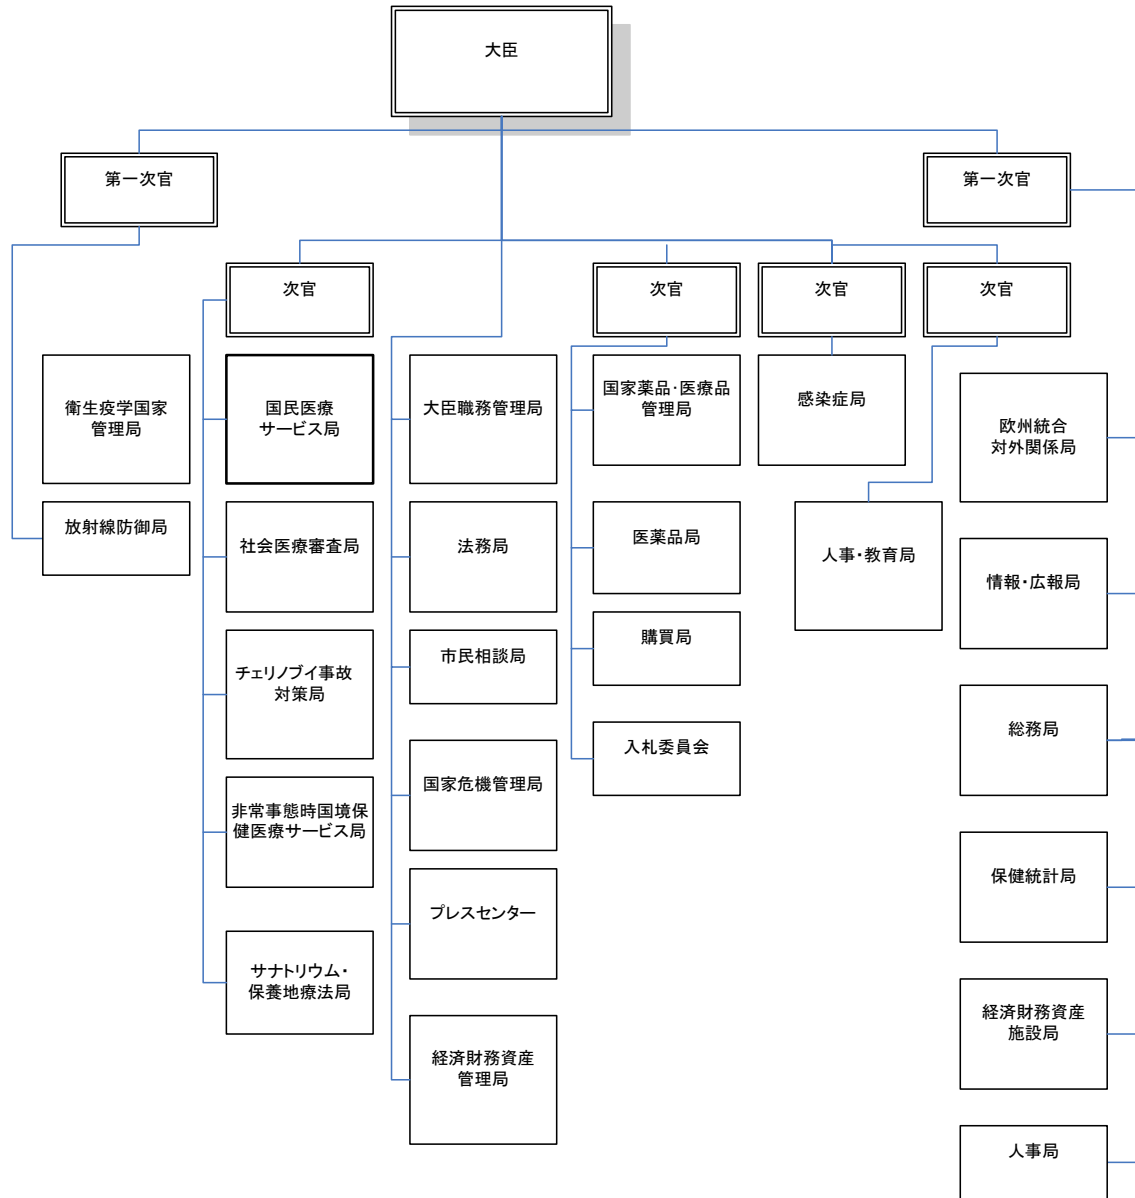 大臣
第一次官
第一次官
次官
次官
次官
次官
衛生疫学国家
管理局
放射線防御局
国民医療
サービス局
社会医療審査局
チェリノブイ事故
対策局
非常事態時国境保
健医療サービス局
サナトリウム・
保養地療法局
大臣職務管理局
法務局
市民相談局
国家危機管理局
プレスセンター
経済財務資産
管理局
国家薬品・医療品
管理局
医薬品局
購買局
入札委員会
感染症局
人事・教育局
欧州統合
対外関係局
情報・広報局
総務局
保健統計局
経済財務資産
施設局
人事局